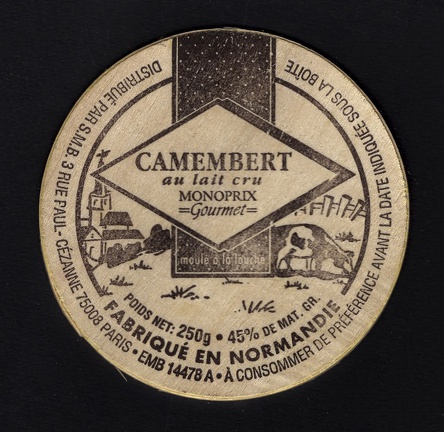 CAMEMBERT
au lait cru
MONOPRIX
=Gourmet=
moulé à la louche
POIDS NET: 250g • 45% DE MAT. GR.
FABRIQUÉ EN NORMANDIE
DISTRIBUÉ PAR S.M.B. 3 RUE PAUL-CÉZANNE 75008 PARIS • EMB 14478 A • À CONSOMMER DE PRÉFÉRENCE AVANT LA DATE INDIQUÉE SOUS LA BOÎTE